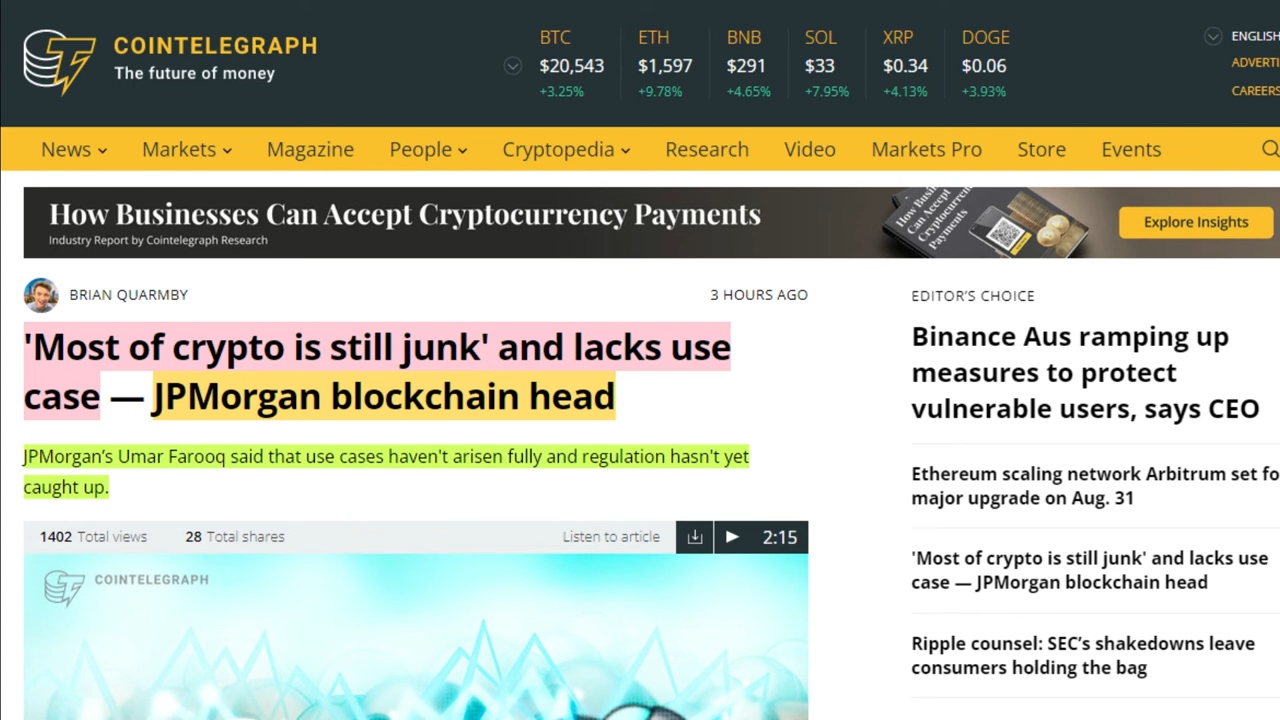 COINTELEGRAPH
The future of money
BTC ETH BNB SOL XRP DOGE
$20,543 $1,597 $291 $33 $0.34 $0.06
+3.25% +9.78% +4.65% +7.95% +4.13% +3.93%
ENGLISH
ADVERTI
CAREERS
News Markets Magazine People Cryptopedia Research Video Markets Pro Store Events
How Businesses Can Accept Cryptocurrency Payments
Industry Report by Cointelegraph Research
Explore Insights
BRIAN QUARMBY 3 HOURS AGO
'Most of crypto is still junk' and lacks use
case — JPMorgan blockchain head
JPMorgan’s Umar Farooq said that use cases haven't arisen fully and regulation hasn't yet
caught up.
1402 Total views 28 Total shares Listen to article 2:15
COINTELEGRAPH
EDITOR’S CHOICE
Binance Aus ramping up
measures to protect
vulnerable users, says CEO
Ethereum scaling network Arbitrum set fo
major upgrade on Aug. 31
'Most of crypto is still junk' and lacks use
case — JPMorgan blockchain head
Ripple counsel: SEC’s shakedowns leave
consumers holding the bag